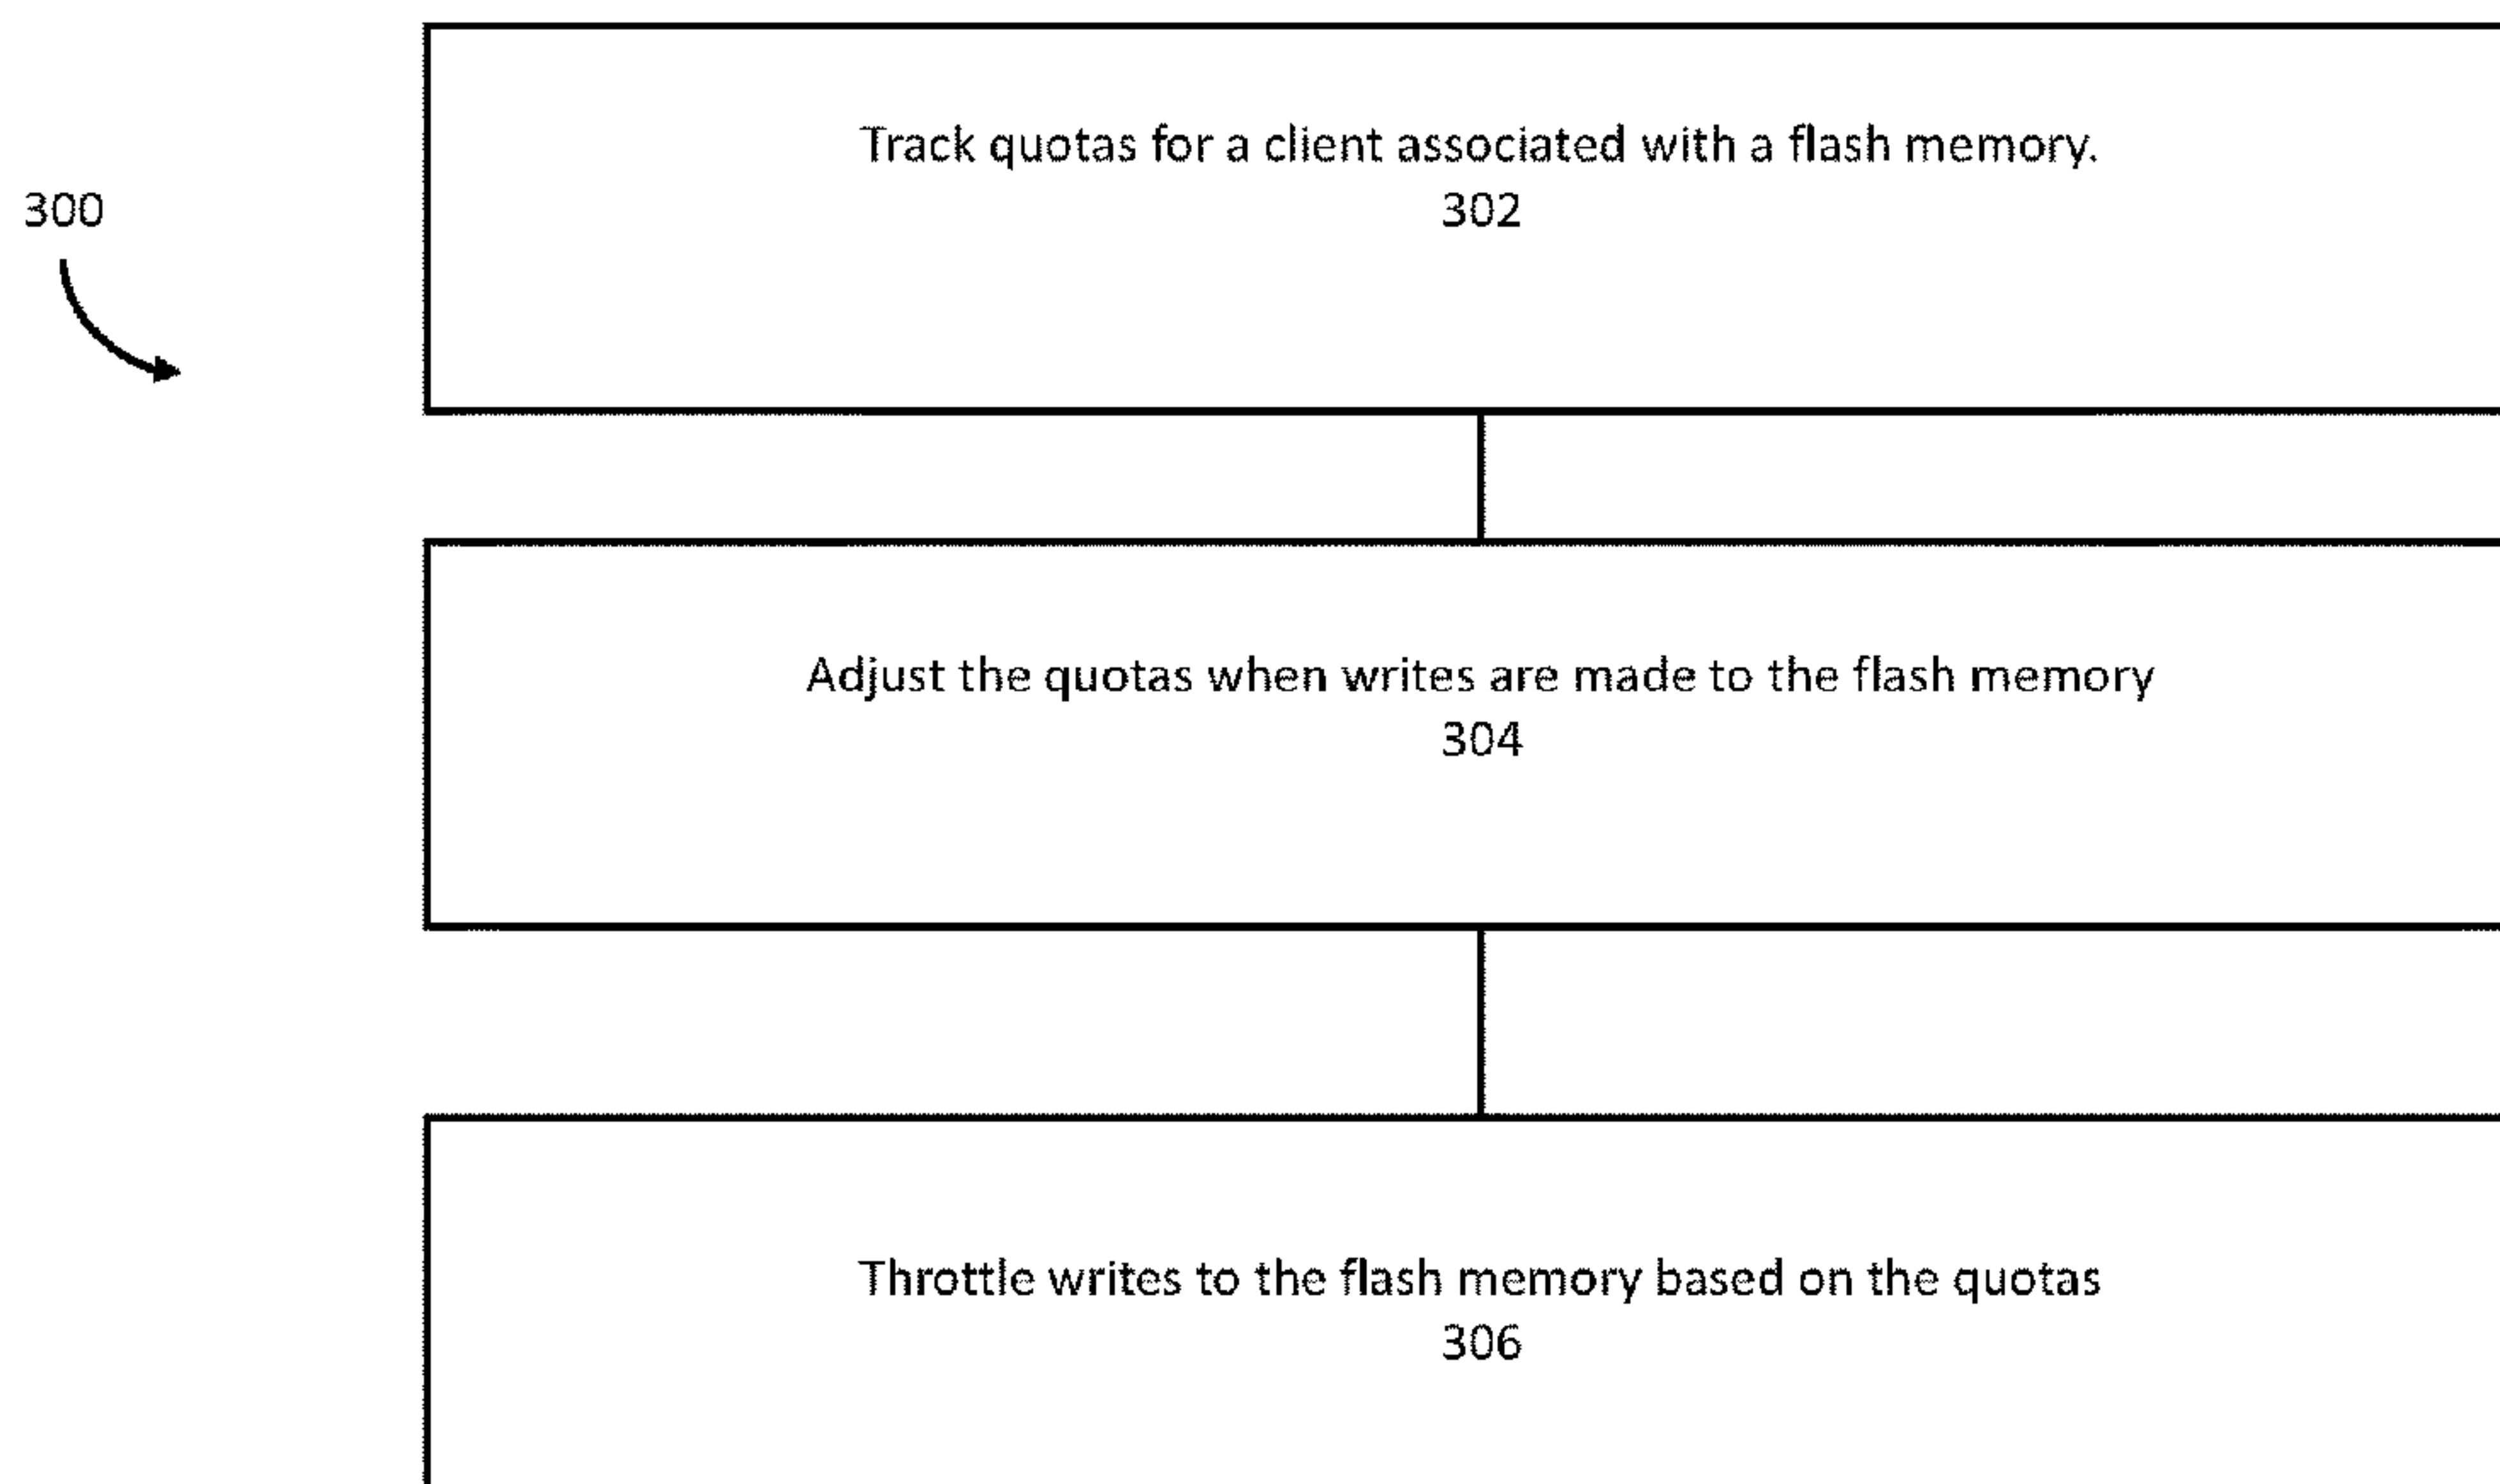 Track quotas for a client associated with a flash memory.
302
300
Adjust the quotas when writes are made to the flash memory
304
Throttle writes to the flash memory based on the quotas
306